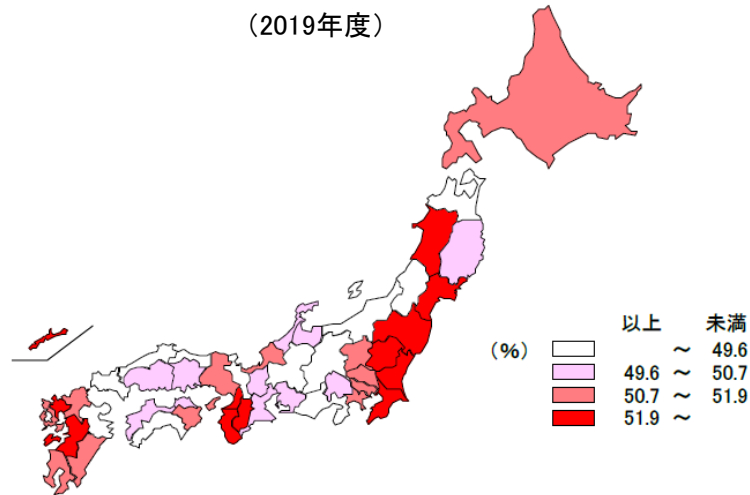 （2019年度）
以上 未満
（％） ～ 49.6
49.6 ～ 50.7
50.7 ～ 51.9
51.9 ～